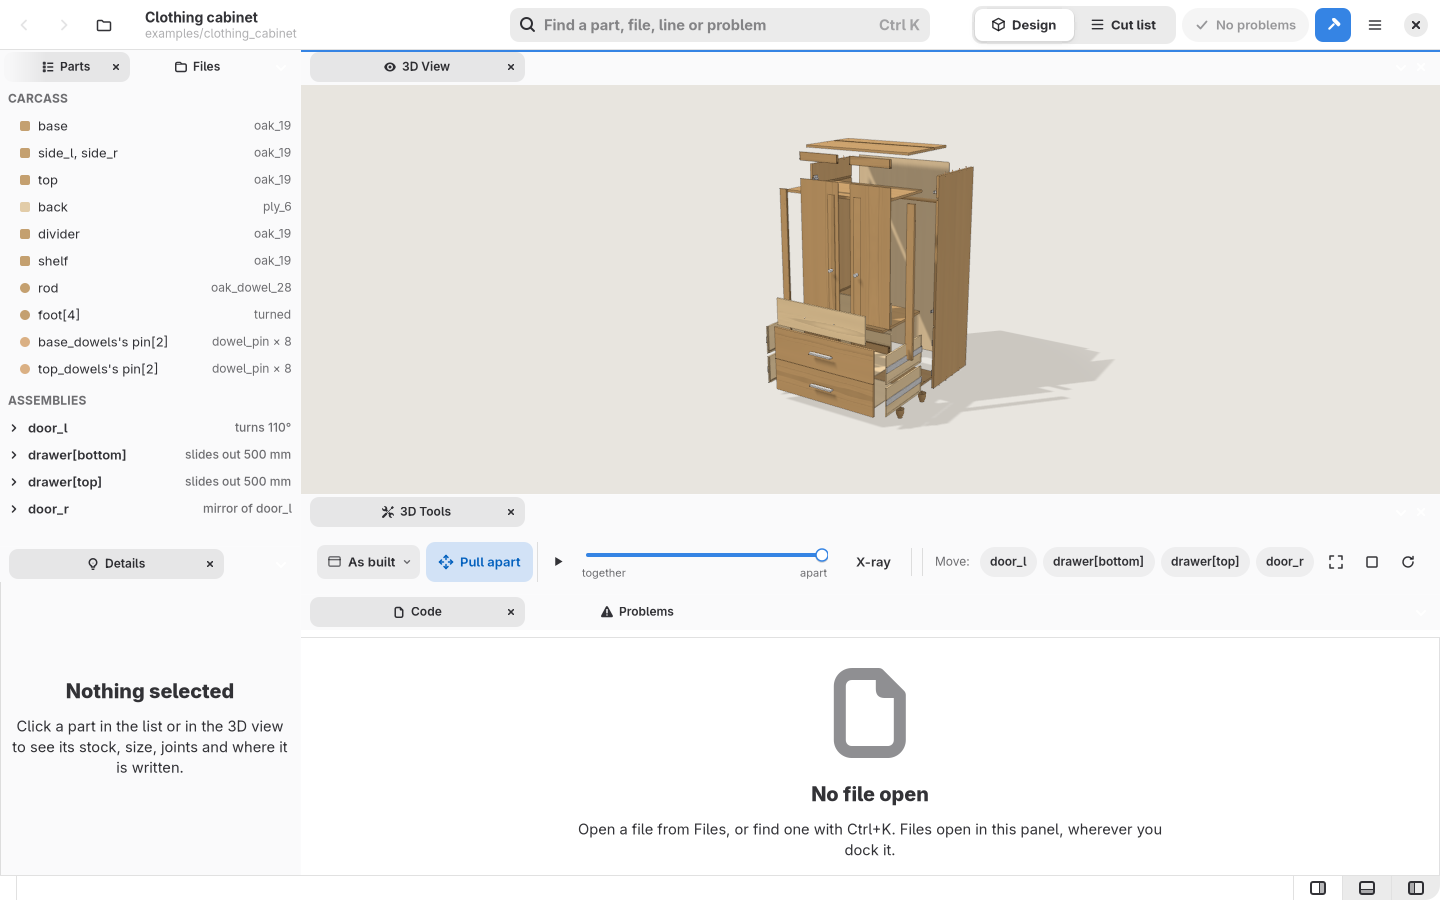 Clothing cabinet
examples/clothing_cabinet
Find a part, file, line or problem
Ctrl K
Design
Cut list
No problems
Parts
Files
3D View
CARCASS
base oak_19
side_l, side_r oak_19
top oak_19
back ply_6
divider oak_19
shelf oak_19
rod oak_dowel_28
foot[4] turned
base_dowels's pin[2] dowel_pin × 8
top_dowels's pin[2] dowel_pin × 8
ASSEMBLIES
door_l turns 110°
drawer[bottom] slides out 500 mm
drawer[top] slides out 500 mm
door_r mirror of door_l
3D Tools
As built
Pull apart
together
apart
X-ray
Move:
door_l
drawer[bottom]
drawer[top]
door_r
Details
Nothing selected
Click a part in the list or in the 3D view
to see its stock, size, joints and where it
is written.
Code
Problems
No file open
Open a file from Files, or find one with Ctrl+K. Files open in this panel, wherever you
dock it.